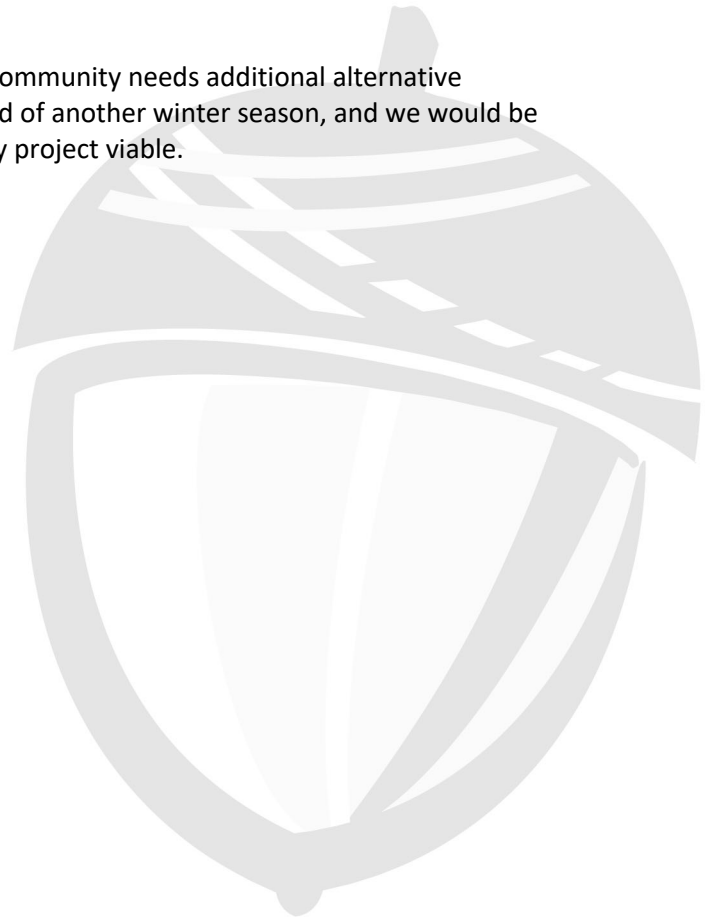 ommunity needs additional alternative
d of another winter season, and we would be
y project viable.